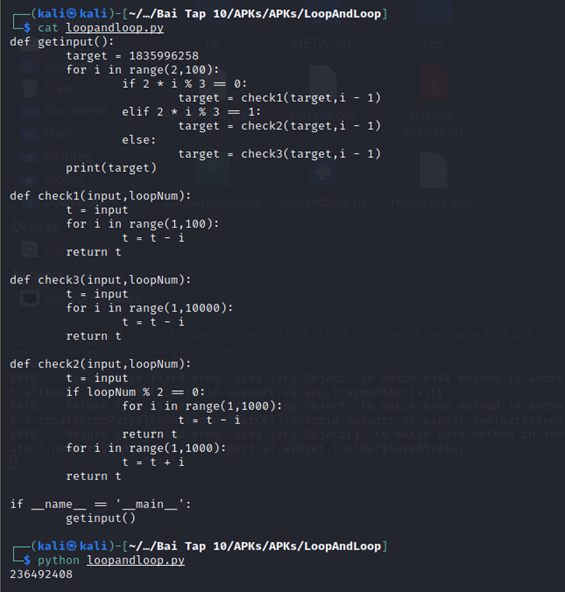 ┌──(kali㉿kali)-[~/…/Bai Tap 10/APKs/APKs/LoopAndLoop]
└─$ cat loopandloop.py
def getinput():
        target = 1835996258
        for i in range(2,100):
                if 2 * i % 3 == 0:
                        target = check1(target,i - 1)
                elif 2 * i % 3 == 1:
                        target = check2(target,i - 1)
                else:
                        target = check3(target,i - 1)
        print(target)

def check1(input,loopNum):
        t = input
        for i in range(1,100):
                t = t - i
        return t

def check3(input,loopNum):
        t = input
        for i in range(1,10000):
                t = t - i
        return t

def check2(input,loopNum):
        t = input
        if loopNum % 2 == 0:
                for i in range(1,1000):
                        t = t - i
                return t
        for i in range(1,1000):
                t = t + i
        return t

if __name__ == '__main__':
        getinput()

┌──(kali㉿kali)-[~/…/Bai Tap 10/APKs/APKs/LoopAndLoop]
└─$ python loopandloop.py
236492408